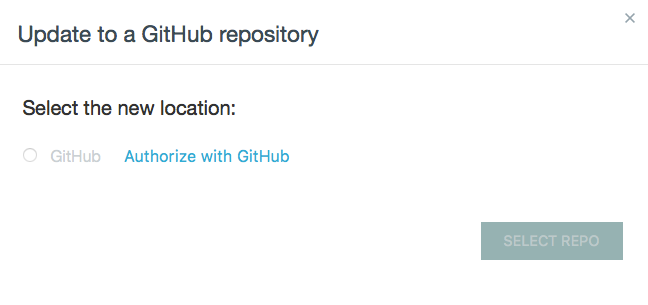 Update to a GitHub repository
×
Select the new location:
GitHub Authorize with GitHub
SELECT REPO